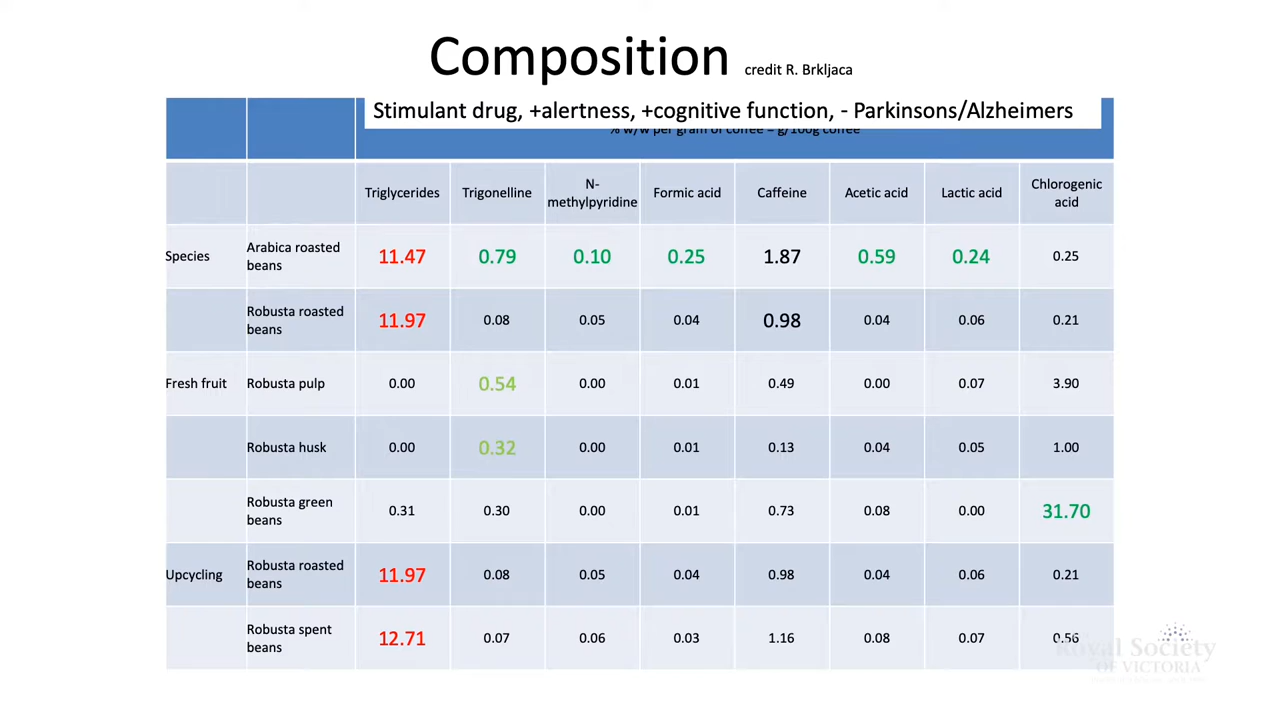 Composition credit R. Brkljaca
Stimulant drug, +alertness, +cognitive function, - Parkinsons/Alzheimers
% w/w per gram of coffee = g/100g coffee
Triglycerides Trigonelline N-methylpyridine Formic acid Caffeine Acetic acid Lactic acid Chlorogenic acid
Species Arabica roasted beans 11.47 0.79 0.10 0.25 1.87 0.59 0.24 0.25
Robusta roasted beans 11.97 0.08 0.05 0.04 0.98 0.04 0.06 0.21
Fresh fruit Robusta pulp 0.00 0.54 0.00 0.01 0.49 0.00 0.07 3.90
Robusta husk 0.00 0.32 0.00 0.01 0.13 0.04 0.05 1.00
Robusta green beans 0.31 0.30 0.00 0.01 0.73 0.08 0.00 31.70
Upcycling Robusta roasted beans 11.97 0.08 0.05 0.04 0.98 0.04 0.06 0.21
Robusta spent beans 12.71 0.07 0.06 0.03 1.16 0.08 0.07 0.56
Royal Society
OF VICTORIA